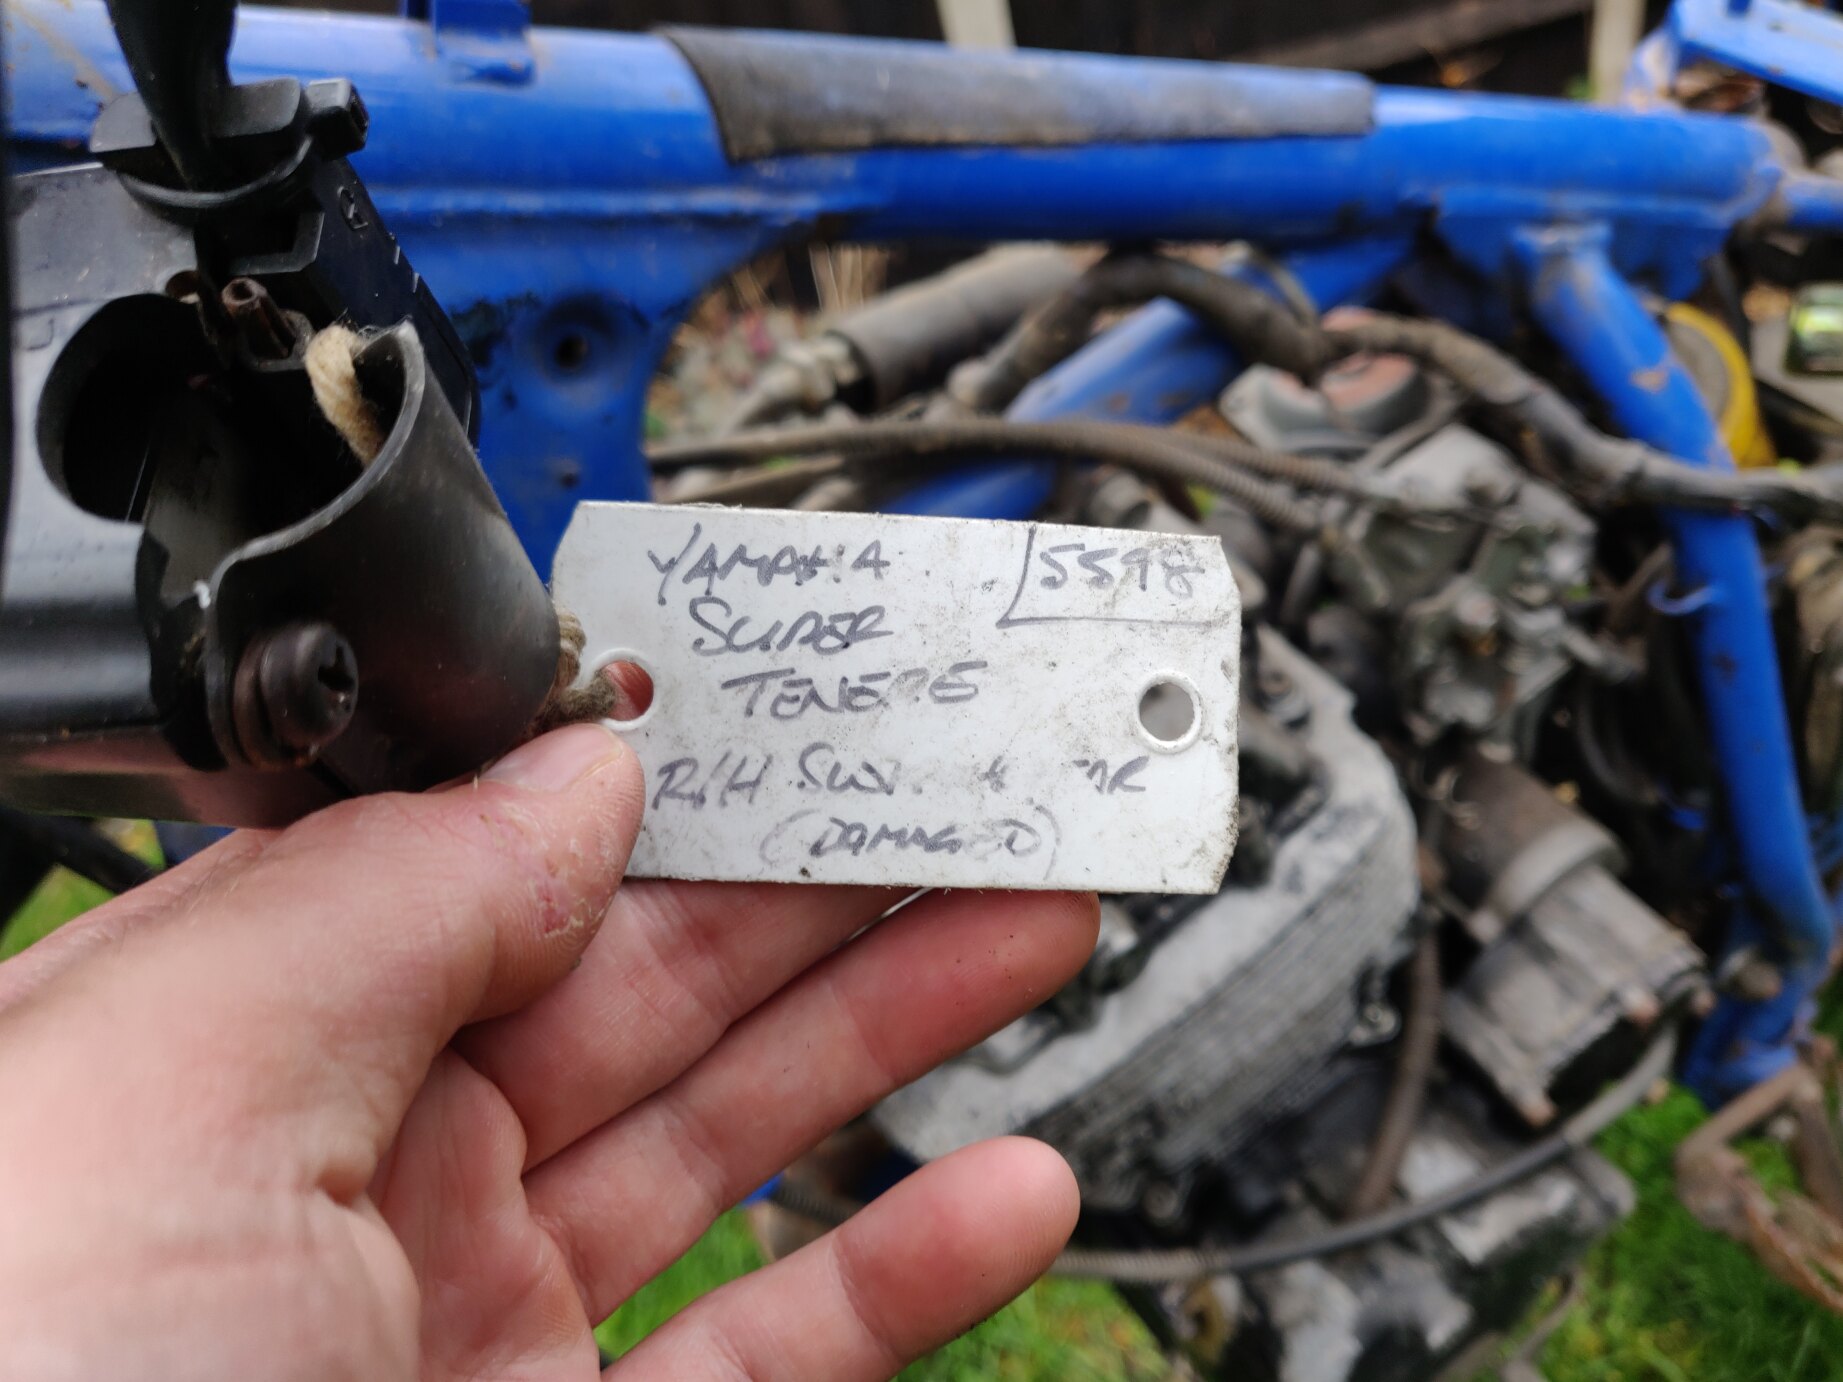 YAMAHA 5598
SUPER
TENERE
R/H
(DAMAGED)